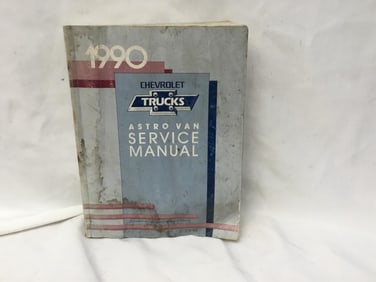 1990
CHEVROLET
TRUCKS
ASTRO VAN
SERVICE
MANUAL